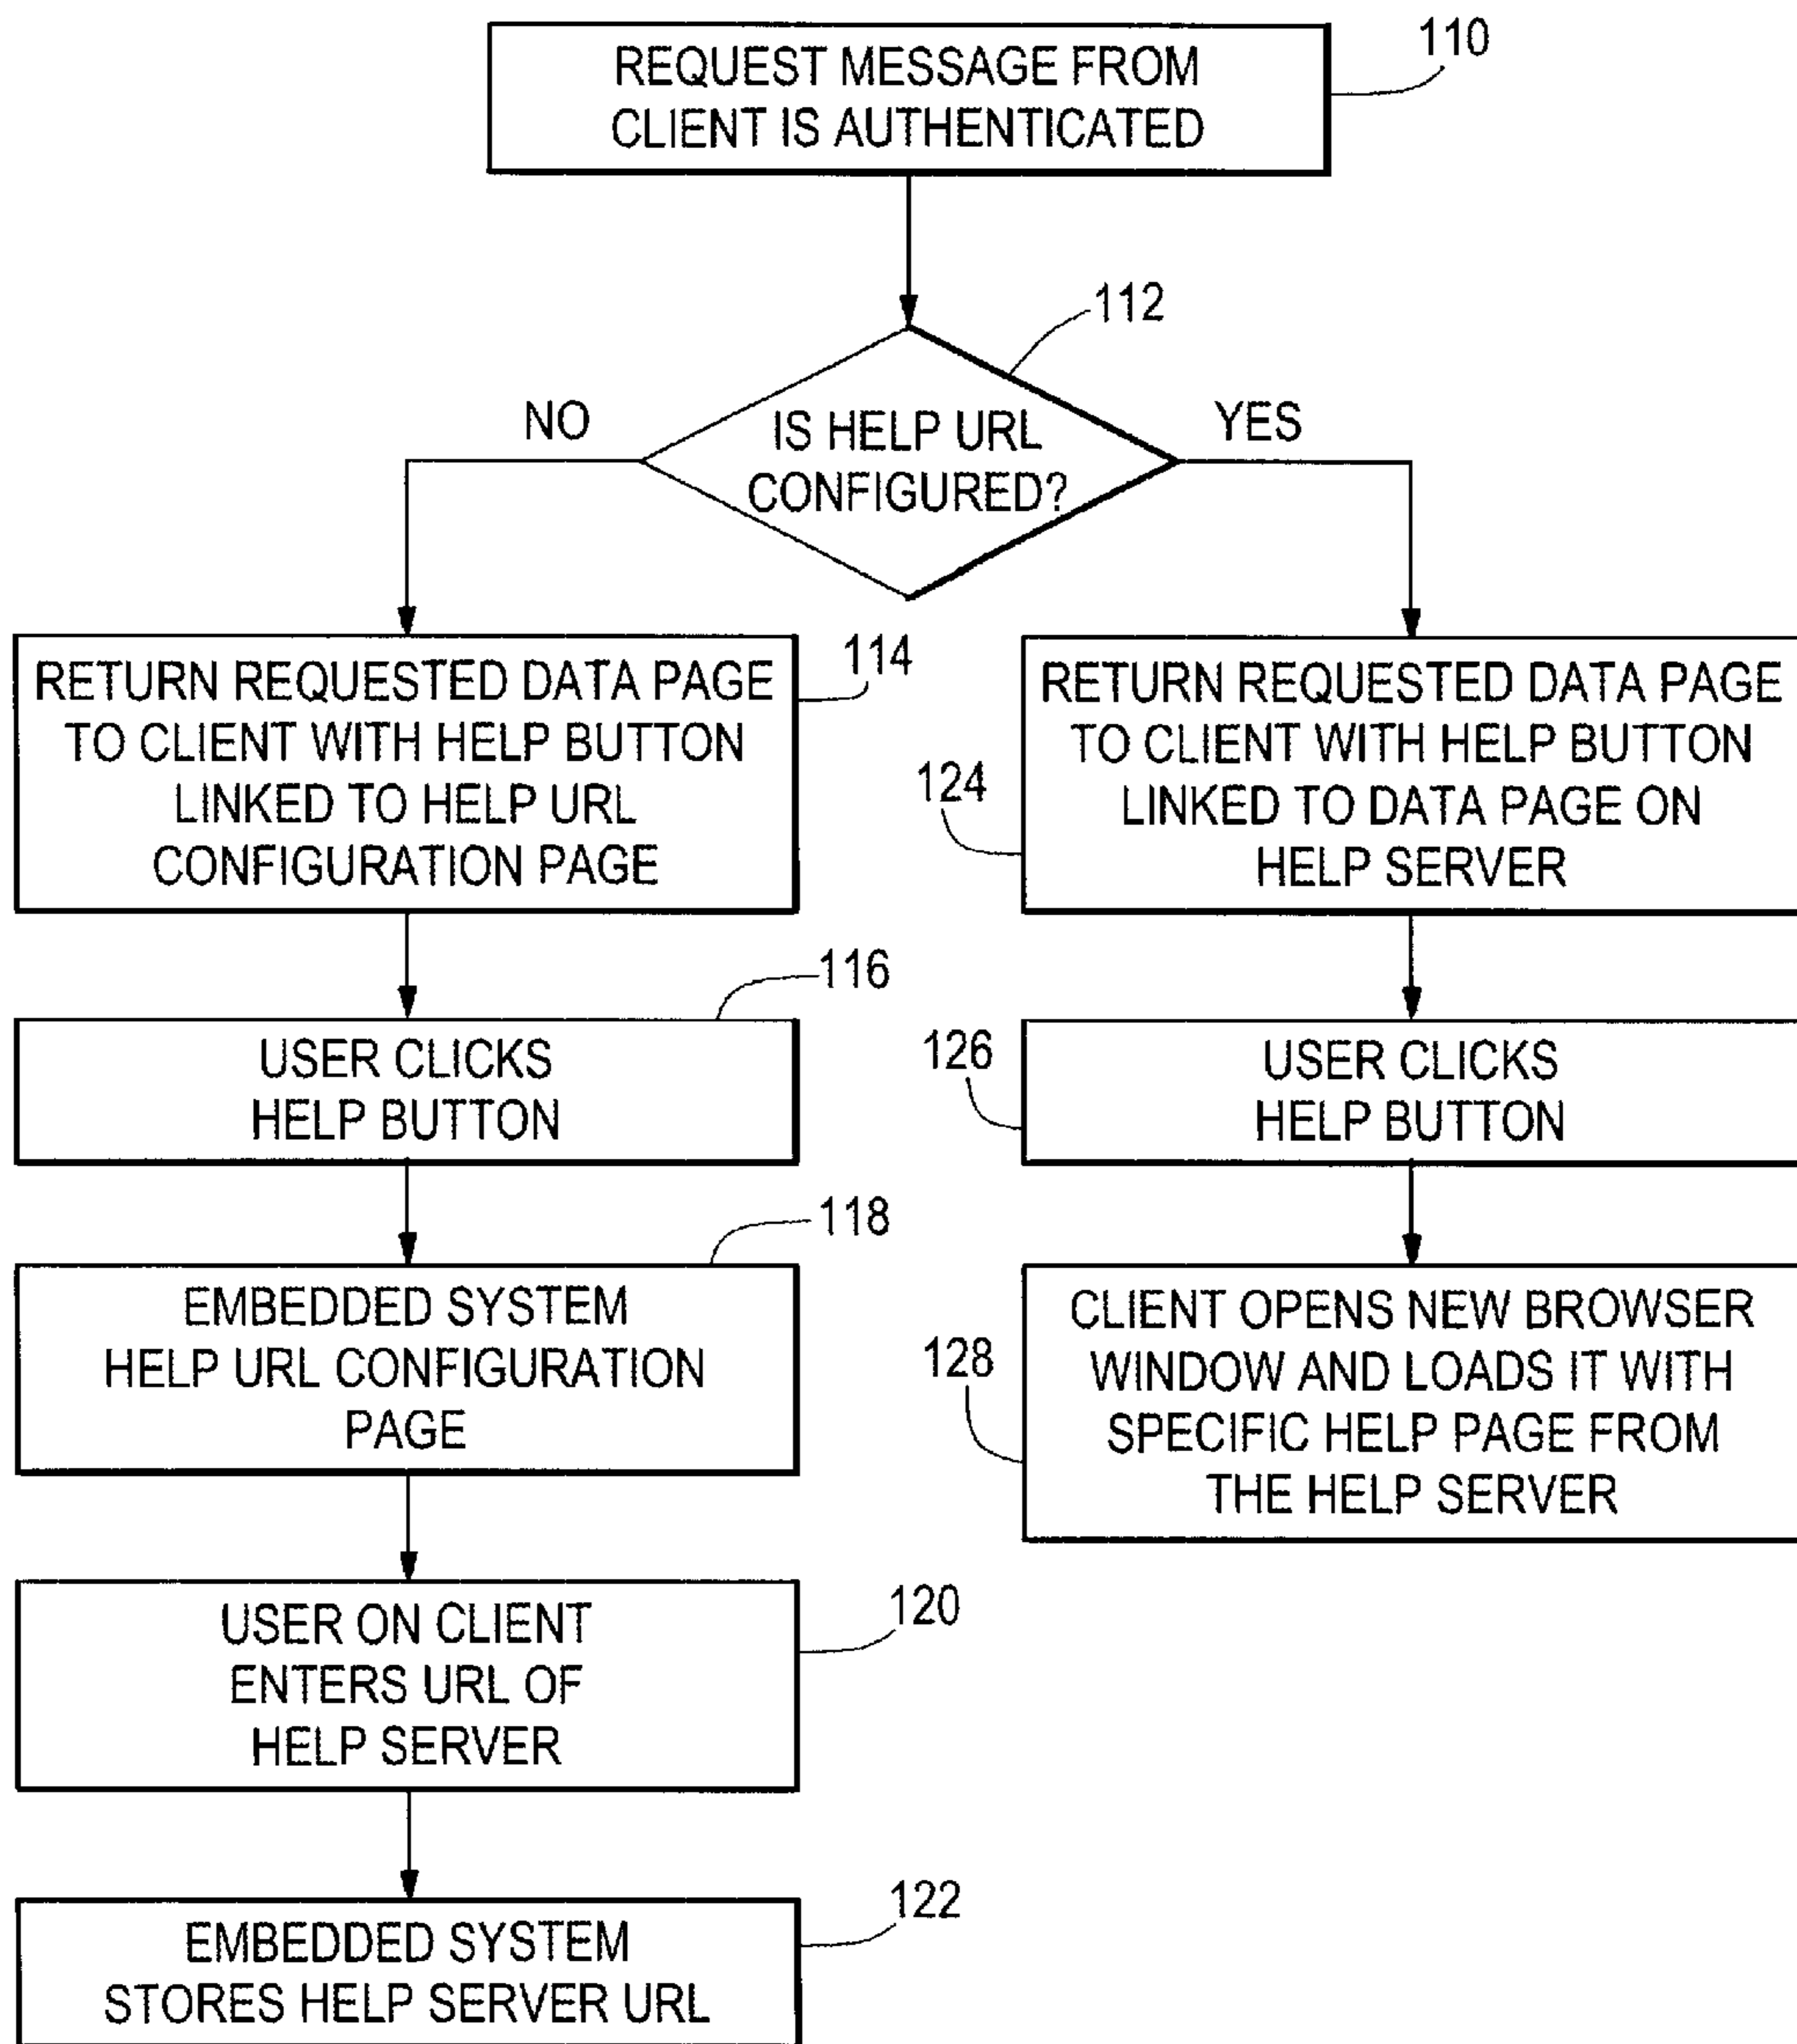 REQUEST MESSAGE FROM
CLIENT IS AUTHENTICATED
110
112
IS HELP URL
CONFIGURED?
NO
YES
RETURN REQUESTED DATA PAGE
TO CLIENT WITH HELP BUTTON
LINKED TO HELP URL
CONFIGURATION PAGE
114
116
USER CLICKS
HELP BUTTON
118
EMBEDDED SYSTEM
HELP URL CONFIGURATION
PAGE
USER ON CLIENT
ENTERS URL OF
HELP SERVER
120
EMBEDDED SYSTEM
STORES HELP SERVER URL
122
RETURN REQUESTED DATA PAGE
TO CLIENT WITH HELP BUTTON
LINKED TO DATA PAGE ON
HELP SERVER
124
126
USER CLICKS
HELP BUTTON
128
CLIENT OPENS NEW BROWSER
WINDOW AND LOADS IT WITH
SPECIFIC HELP PAGE FROM
THE HELP SERVER